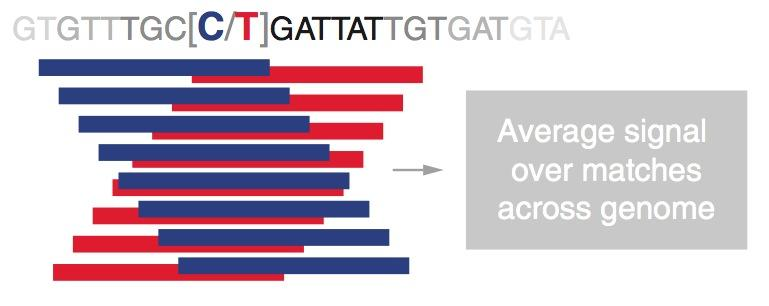 GTGTTTGC[C/T]GATTATTGTGATGTA
Average signal
over matches
across genome